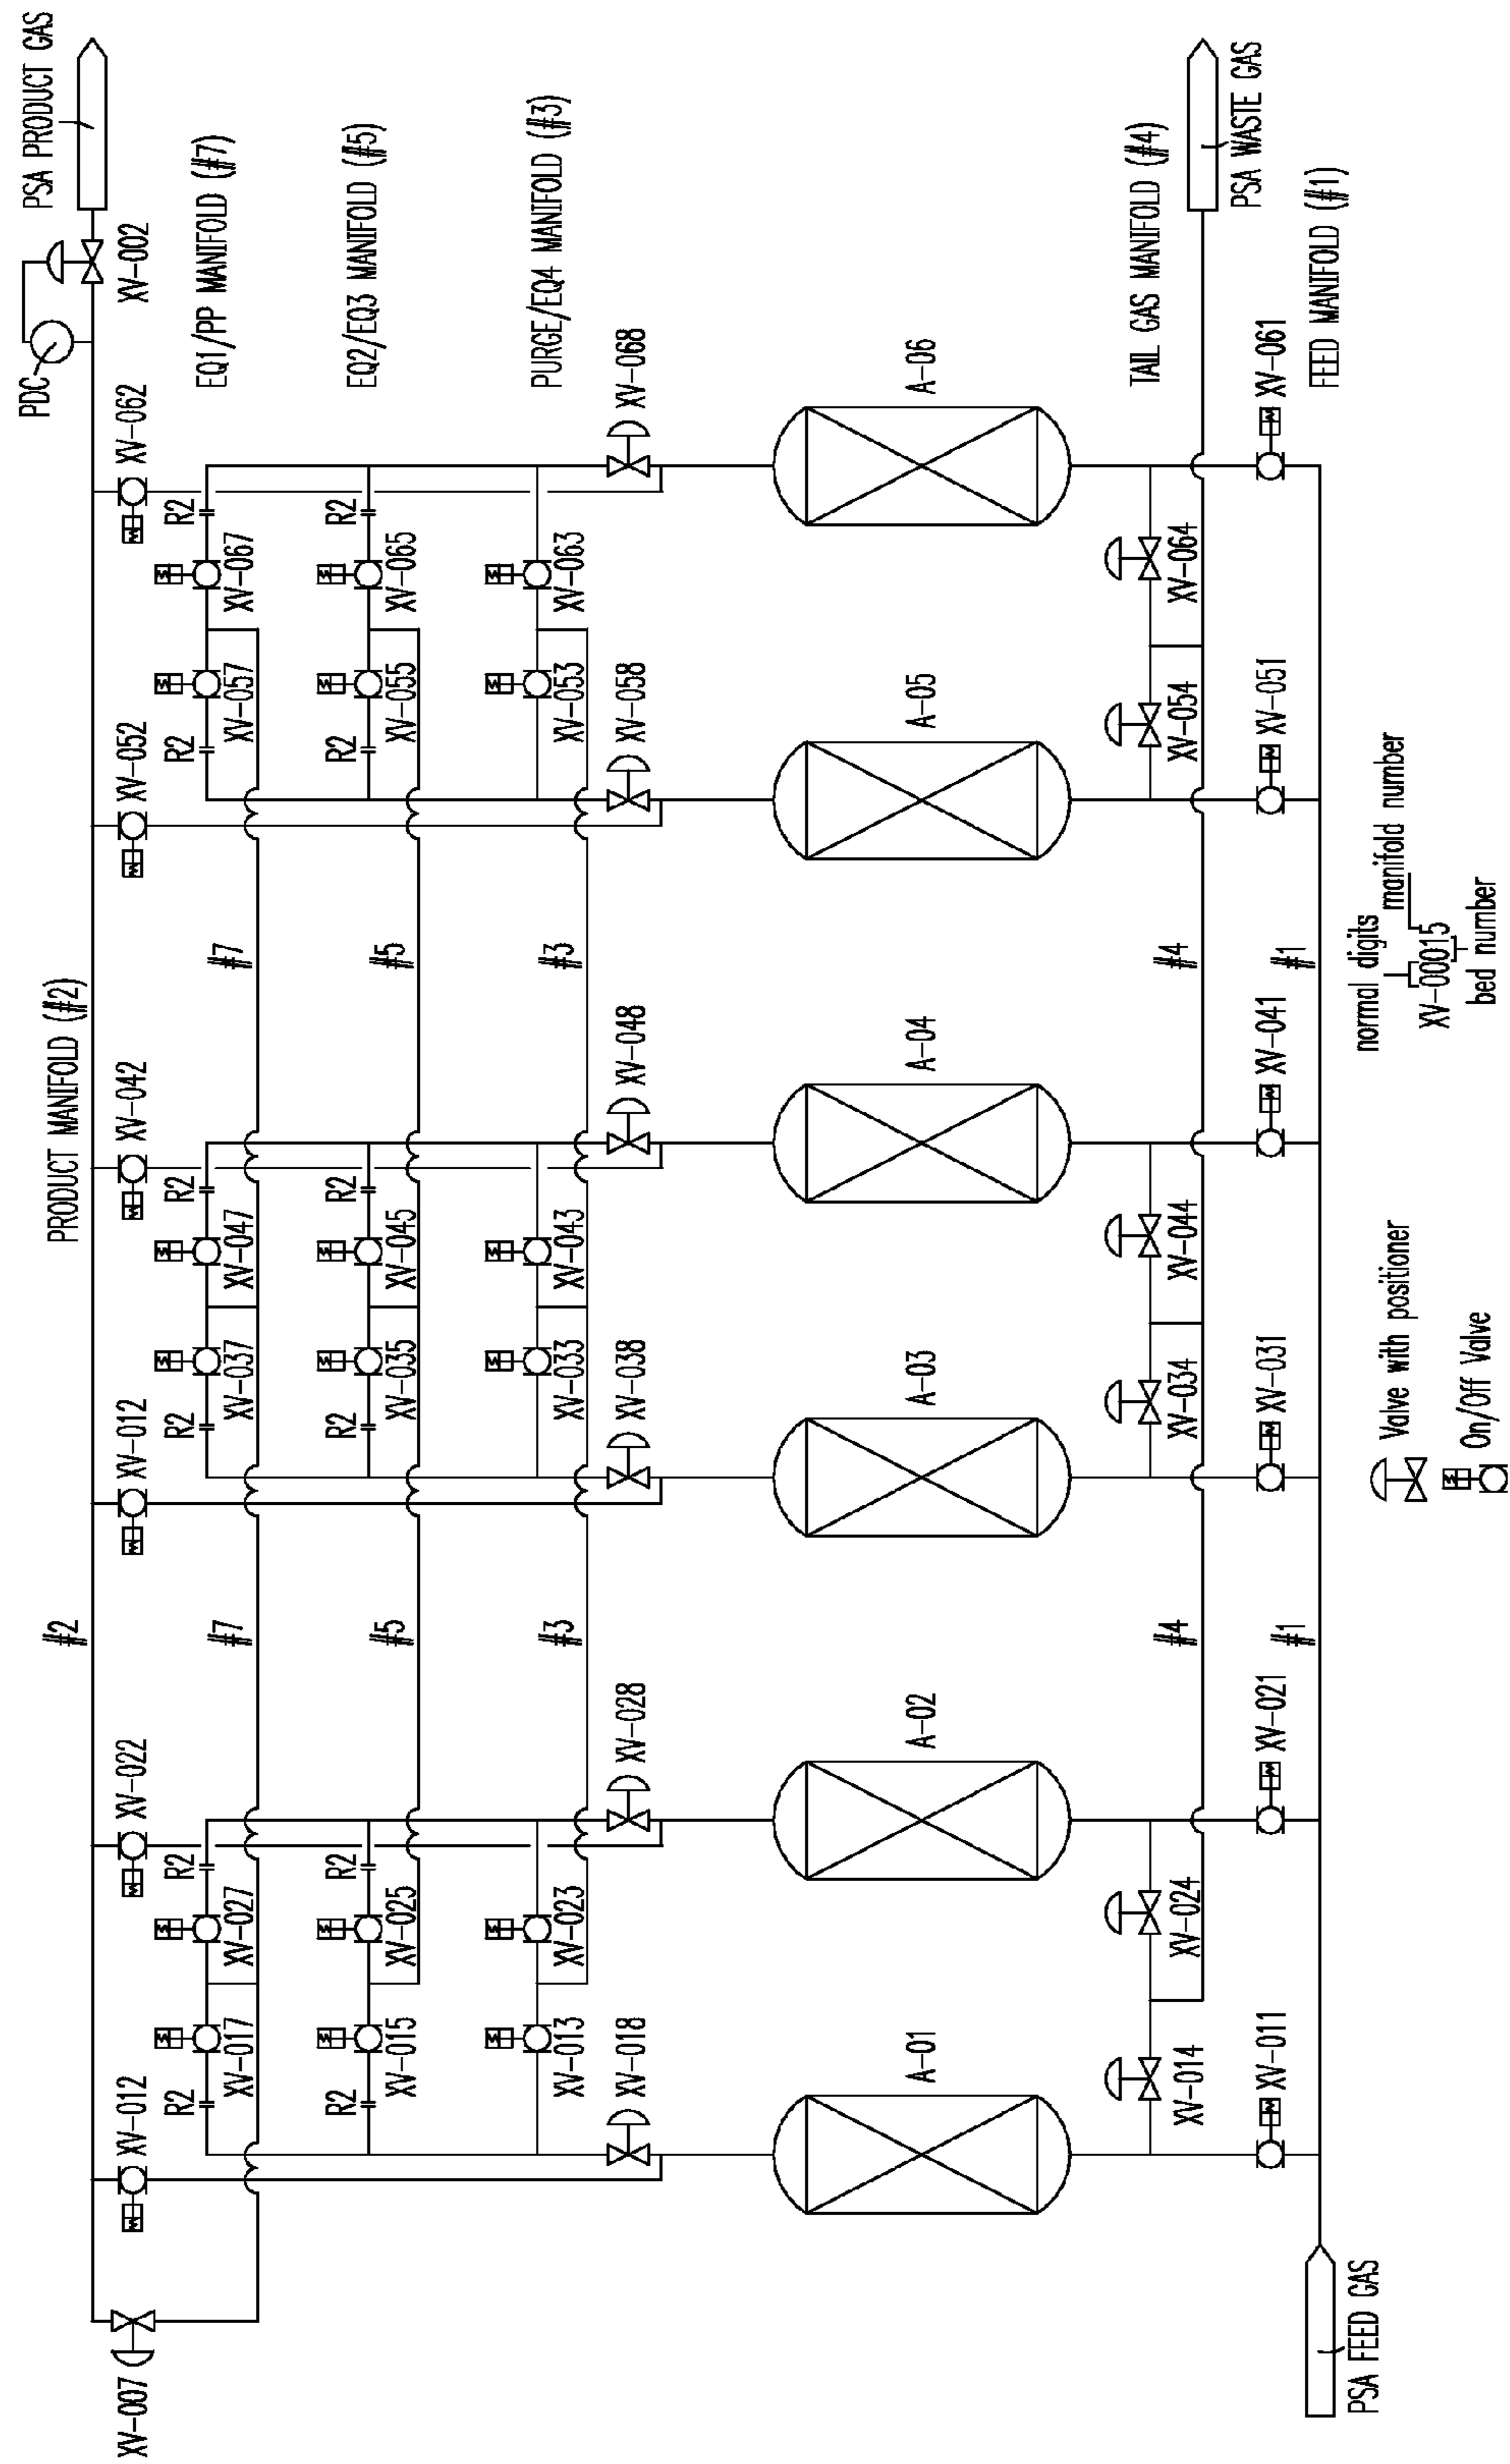 PSA PRODUCT GAS
PDC
XV-002
PRODUCT MANIFOLD (#2)
#2
XV-007
XV-012
XV-022
XV-012
XV-042
XV-052
XV-062
EQ1/PP MANIFOLD (#7)
R2
R2
R2
R2
R2
R2
XV-017
XV-027
XV-037
XV-047
XV-057
XV-067
#7
#7
EQ2/EQ3 MANIFOLD (#5)
R2
R2
R2
R2
R2
R2
XV-015
XV-025
XV-035
XV-045
XV-055
XV-065
#5
#5
PURGE/EQ4 MANIFOLD (#3)
XV-013
XV-023
XV-033
XV-043
XV-053
XV-063
#3
#3
XV-018
XV-028
XV-038
XV-048
XV-058
XV-068
A-01
A-02
A-03
A-04
A-05
A-06
TAIL GAS MANIFOLD (#4)
XV-014
XV-024
XV-034
XV-044
XV-054
XV-064
#4
#4
PSA WASTE GAS
XV-011
XV-021
XV-031
XV-041
XV-051
XV-061
#1
#1
FEED MANIFOLD (#1)
PSA FEED GAS
Valve with positioner
On/Off Valve
normal digits
manifold number
XV-00015
bed number